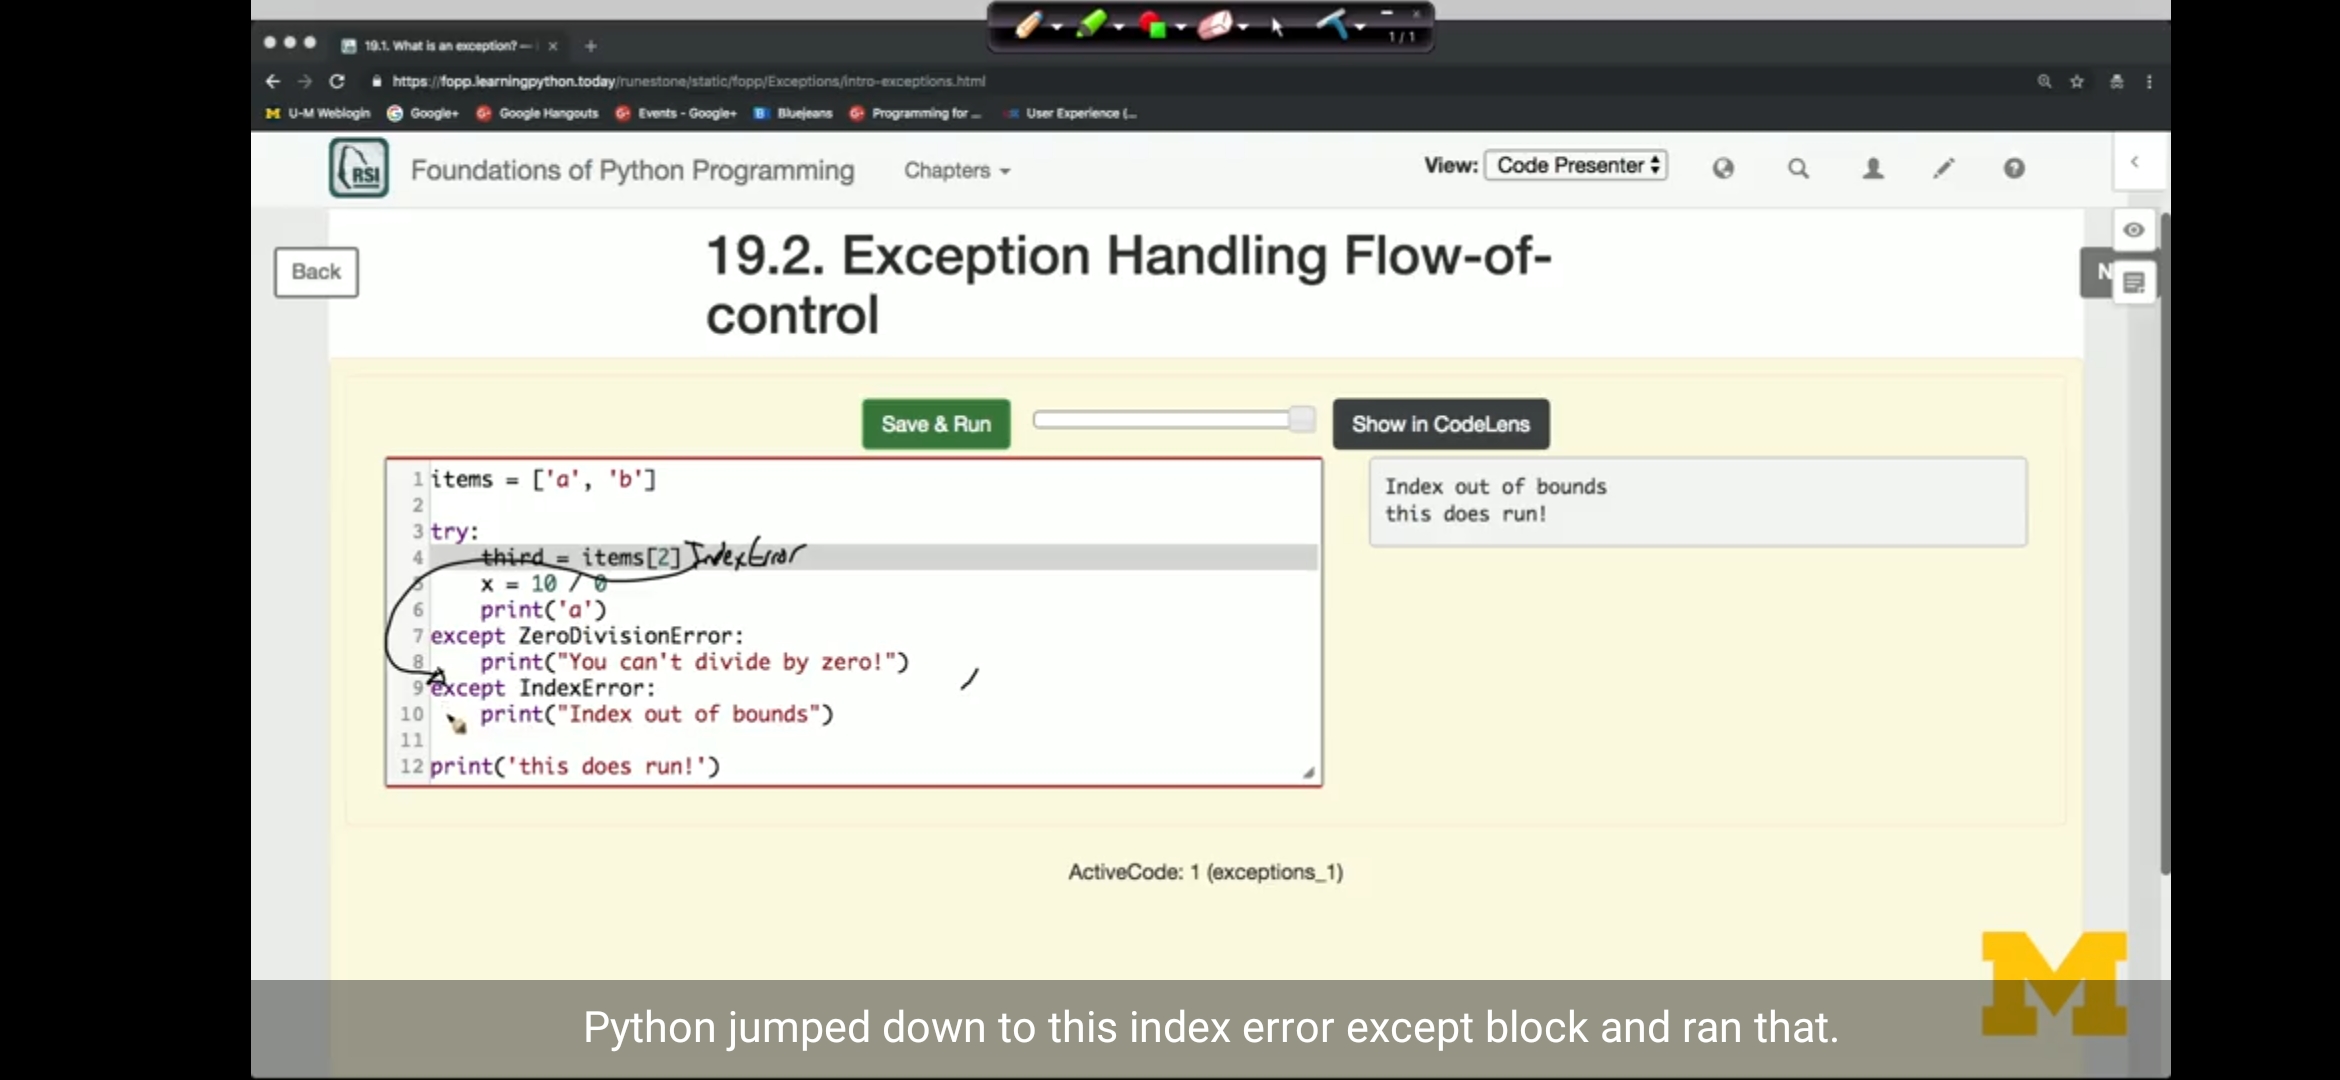 1 / 1
19.1. What is an exception? —
https://fopp.learningpython.today/runestone/static/fopp/Exceptions/intro-exceptions.html
M U-M Weblogin Google+ Google Hangouts Events - Google+ Bluejeans Programming for ... User Experience (...
RSI Foundations of Python Programming Chapters View: Code Presenter
Back
19.2. Exception Handling Flow-of-
control
N
Save & Run Show in CodeLens
1 items = ['a', 'b']
2
3 try:
4 third = items[2] IndexError
5 x = 10 / 0
6 print('a')
7 except ZeroDivisionError:
8 print("You can't divide by zero!")
9 except IndexError:
10 print("Index out of bounds")
11
12 print('this does run!')
Index out of bounds
this does run!
ActiveCode: 1 (exceptions_1)
M
Python jumped down to this index error except block and ran that.